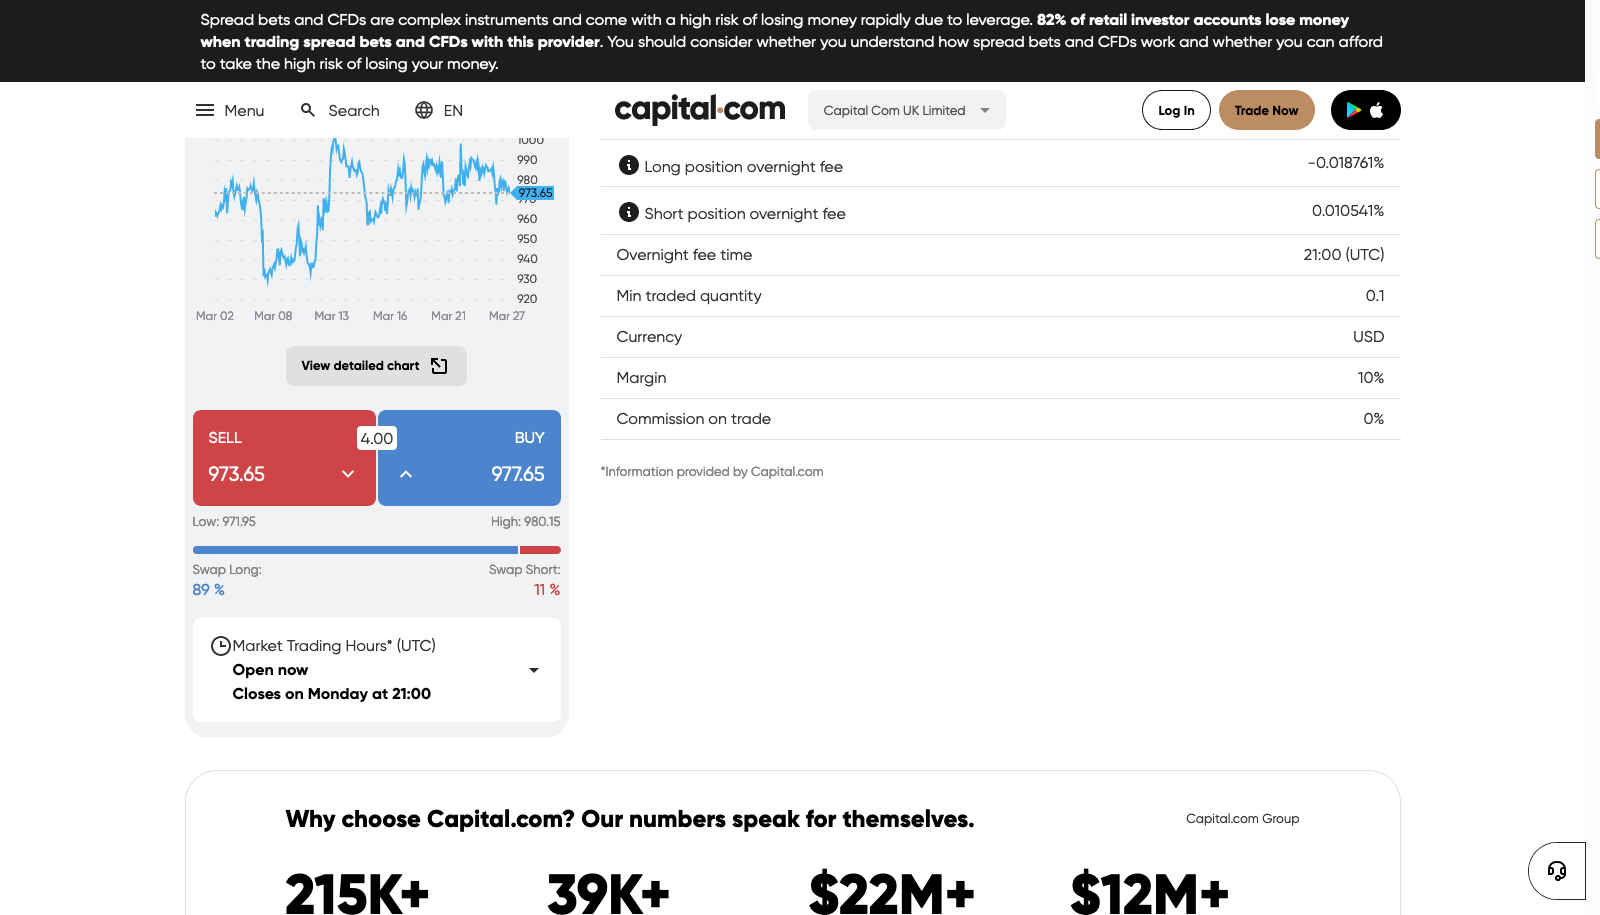 Spread bets and CFDs are complex instruments and come with a high risk of losing money rapidly due to leverage. 82% of retail investor accounts lose money
when trading spread bets and CFDs with this provider. You should consider whether you understand how spread bets and CFDs work and whether you can afford
to take the high risk of losing your money.
Menu
Search
EN
capital.com
Capital Com UK Limited
Log In
Trade Now
1000
990
980
973.65
970
960
950
940
930
920
Mar 02
Mar 08
Mar 13
Mar 16
Mar 21
Mar 27
View detailed chart
SELL
4.00
BUY
973.65
977.65
Low: 971.95
High: 980.15
Swap Long:
Swap Short:
89 %
11 %
Market Trading Hours* (UTC)
Open now
Closes on Monday at 21:00
Long position overnight fee
-0.018761%
Short position overnight fee
0.010541%
Overnight fee time
21:00 (UTC)
Min traded quantity
0.1
Currency
USD
Margin
10%
Commission on trade
0%
*Information provided by Capital.com
Why choose Capital.com? Our numbers speak for themselves.
Capital.com Group
215K+
39K+
$22M+
$12M+